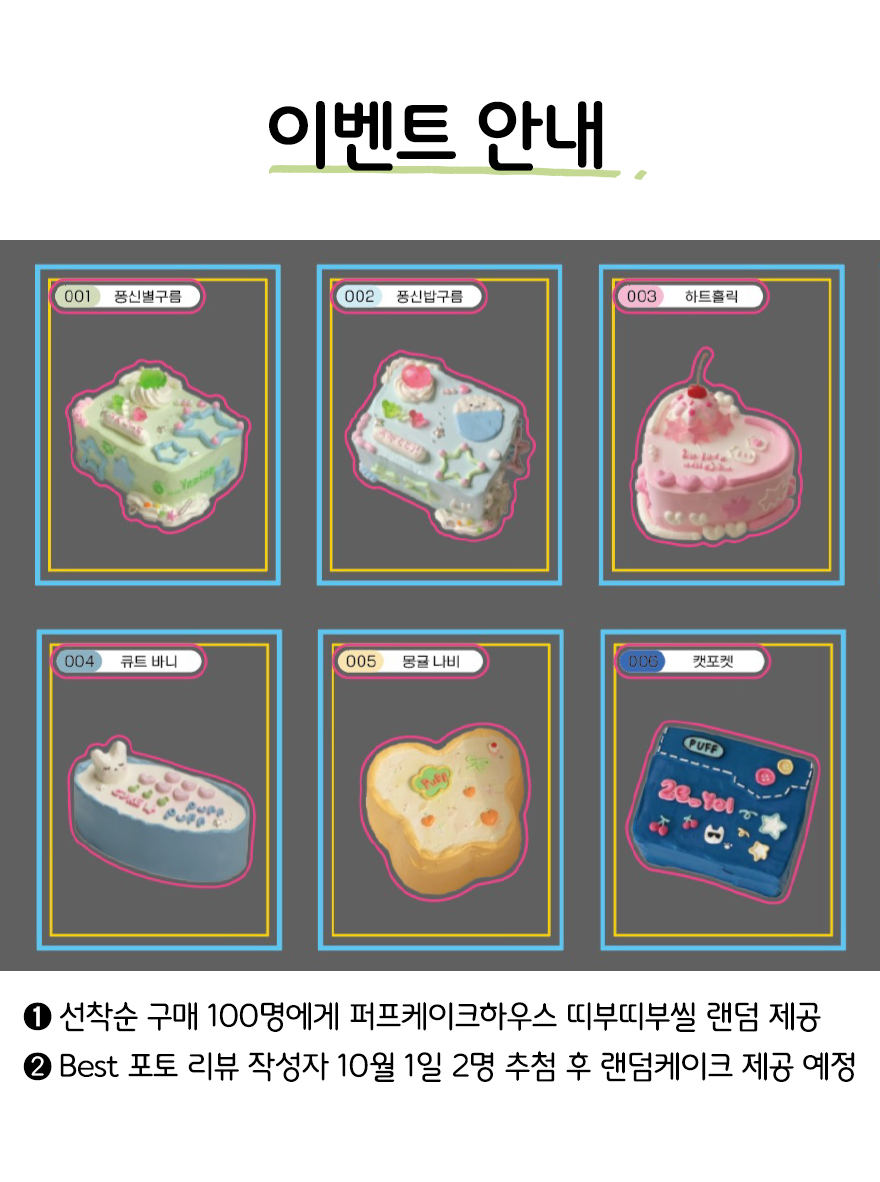 이벤트 안내
001 퐁신별구름
002 퐁신밥구름
003 하트홀릭
PUFF
004 큐트 바니
005 몽글 나비
006 캣포켓
PUFF
PUFF
Puff
PUFF
❶ 선착순 구매 100명에게 퍼프케이크하우스 띠부띠부씰 랜덤 제공
❷ Best 포토 리뷰 작성자 10월 1일 2명 추첨 후 랜덤케이크 제공 예정